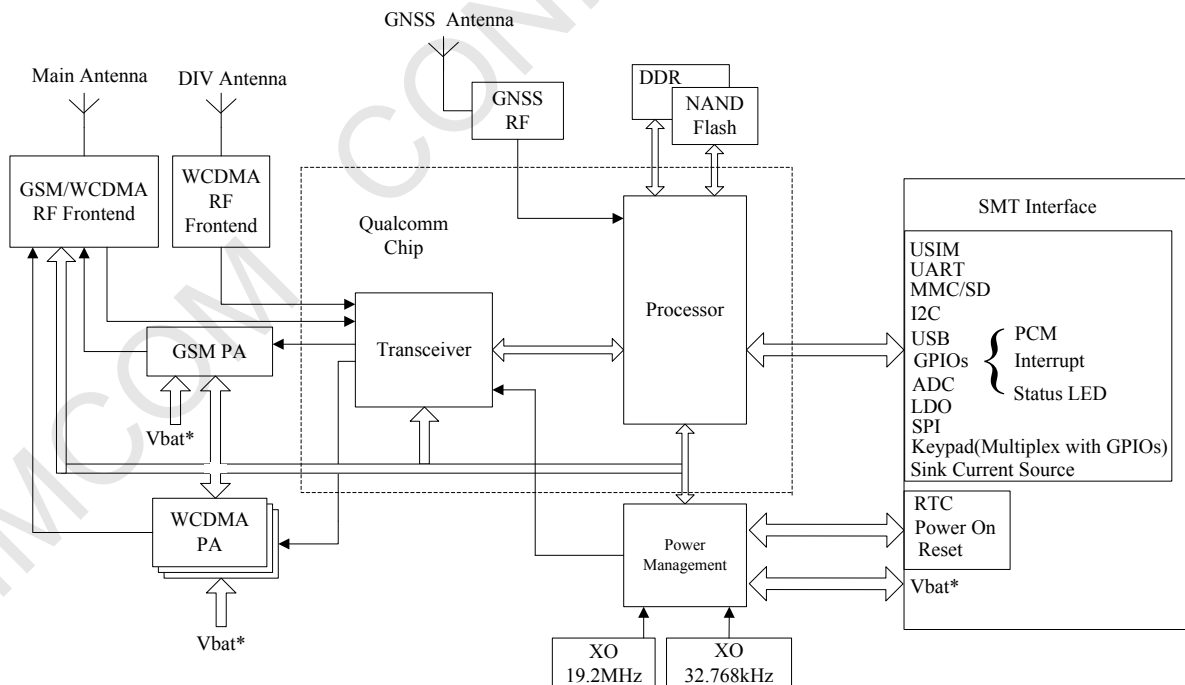 GNSS Antenna
Main Antenna
DIV Antenna
GNSS
RF
DDR
NAND
Flash
GSM/WCDMA
RF Frontend
WCDMA
RF
Frontend
Qualcomm
Chip
Transceiver
Processor
GSM PA
Vbat*
WCDMA
PA
Vbat*
Power
Management
XO
19.2MHz
XO
32.768kHz
SMT Interface
USIM
UART
MMC/SD
I2C
USB
GPIOs { PCM
Interrupt
Status LED
ADC
LDO
SPI
Keypad(Multiplex with GPIOs)
Sink Current Source
RTC
Power On
Reset
Vbat*